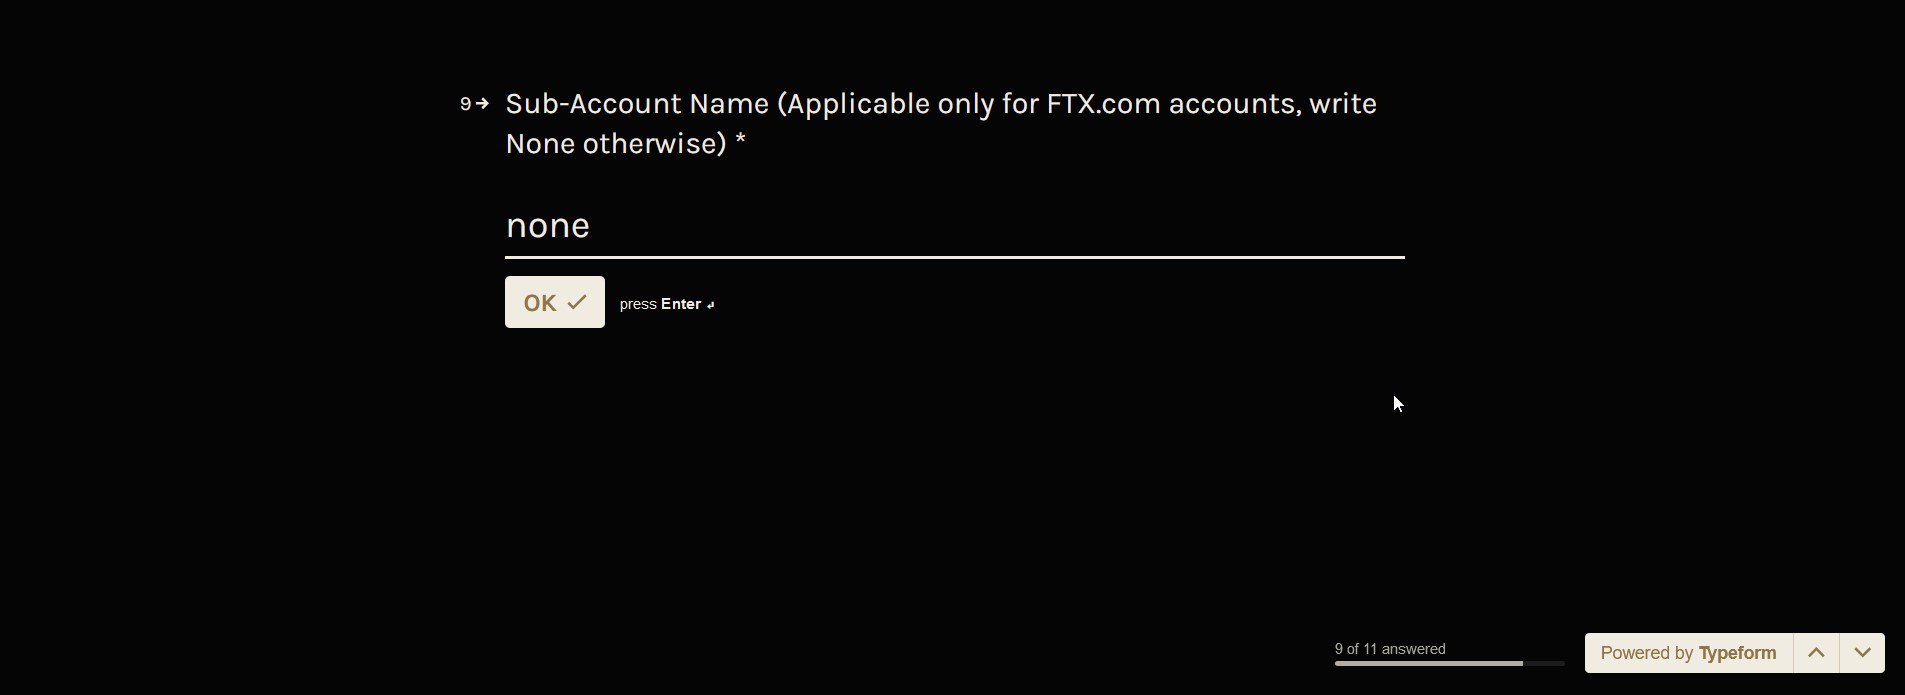 9→ Sub-Account Name (Applicable only for FTX.com accounts, write
None otherwise) *
none
OK ✓ press Enter ↵
9 of 11 answered
Powered by Typeform